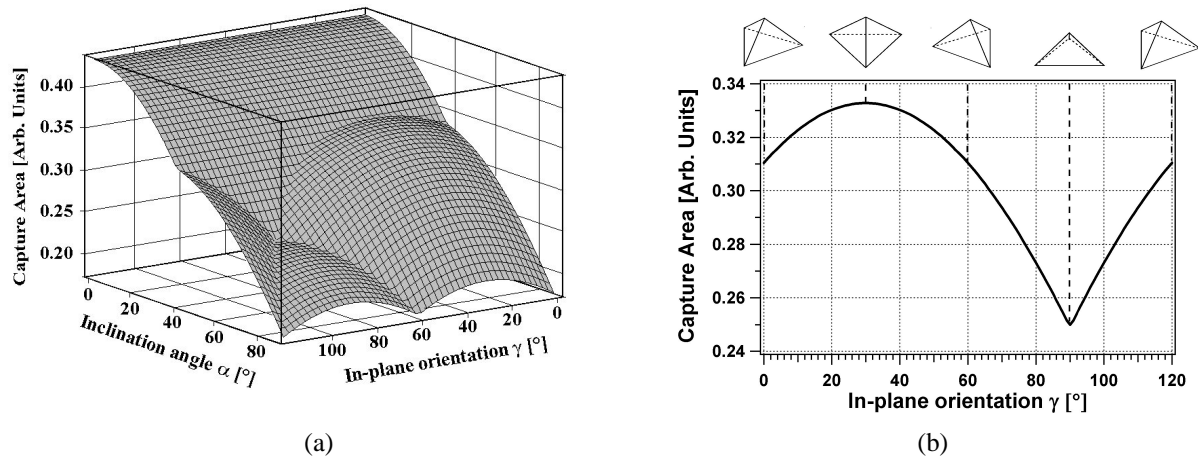 Capture Area [Arb. Units]
0.40
0.35
0.30
0.25
0.20
0
20
40
60
80
Inclination angle α [°]
100
80
60
40
20
0
In-plane orientation γ [°]
(a)
Capture Area [Arb. Units]
0.34
0.32
0.30
0.28
0.26
0.24
0 20 40 60 80 100 120
In-plane orientation γ [°]
(b)